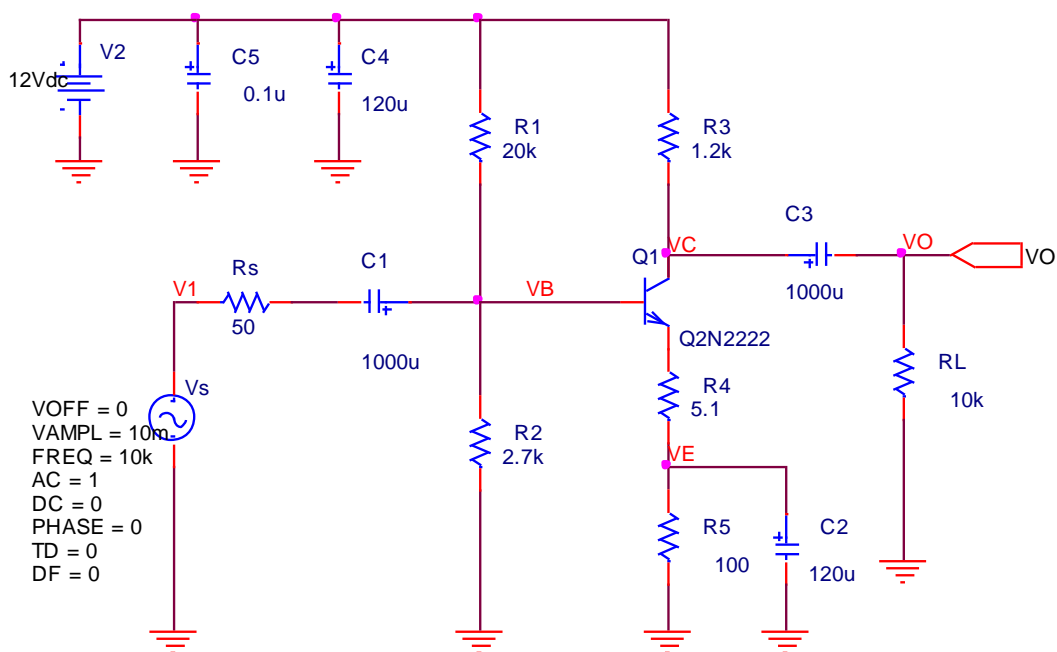 V2
12Vdc
C5
0.1u
C4
120u
R1
20k
R3
1.2k
C3
1000u
VC
VO
VO
Q1
Q2N2222
V1
Rs
50
C1
1000u
VB
R4
5.1
VE
RL
10k
Vs
VOFF = 0
VAMPL = 10m
FREQ = 10k
AC = 1
DC = 0
PHASE = 0
TD = 0
DF = 0
R2
2.7k
R5
100
C2
120u